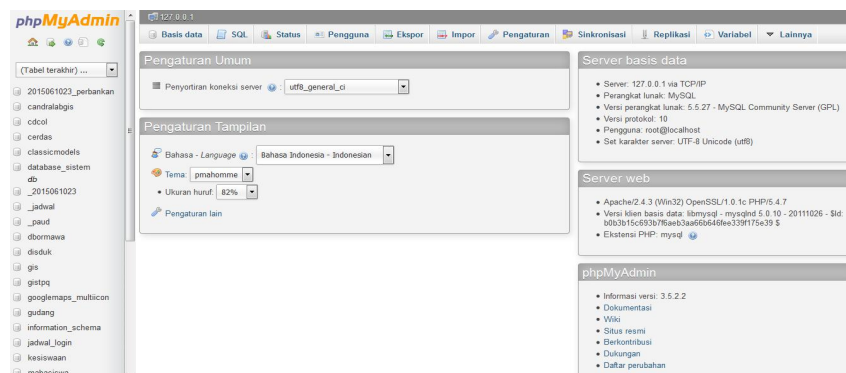 phpMyAdmin
(Tabel terakhir) ...
2015061023_perbankan
candralabgis
cdcol
cerdas
classicmodels
database_sistem
db
_2015061023
_jadwal
_paud
dbormawa
disduk
gis
gistpq
googlemaps_multiicon
gudang
information_schema
jadwal_login
kesiswaan
mahasiswa
127.0.0.1
Basis data SQL Status Pengguna Ekspor Impor Pengaturan Sinkronisasi Replikasi Variabel Lainnya
Pengaturan Umum
Penyortiran koneksi server : utf8_general_ci
Pengaturan Tampilan
Bahasa - Language : Bahasa Indonesia - Indonesian
Tema: pmahomme
• Ukuran huruf: 82%
Pengaturan lain
Server basis data
• Server: 127.0.0.1 via TCP/IP
• Perangkat lunak: MySQL
• Versi perangkat lunak: 5.5.27 - MySQL Community Server (GPL)
• Versi protokol: 10
• Pengguna: root@localhost
• Set karakter server: UTF-8 Unicode (utf8)
Server web
• Apache/2.4.3 (Win32) OpenSSL/1.0.1c PHP/5.4.7
• Versi klien basis data: libmysql - mysqlnd 5.0.10 - 20111026 - $Id:
b0b3b15c693b7f6aeb3aa66b646fee339f175e39 $
• Ekstensi PHP: mysql
phpMyAdmin
• Informasi versi: 3.5.2.2
• Dokumentasi
• Wiki
• Situs resmi
• Berkontribusi
• Dukungan
• Daftar perubahan